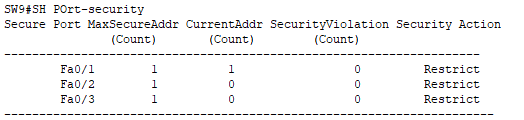 SW9#SH POrt-security
Secure Port MaxSecureAddr CurrentAddr SecurityViolation Security Action
(Count) (Count) (Count)
---------------------------------------------------------------------
Fa0/1 1 1 0 Restrict
Fa0/2 1 0 0 Restrict
Fa0/3 1 0 0 Restrict
----------------------------------------------------------------------